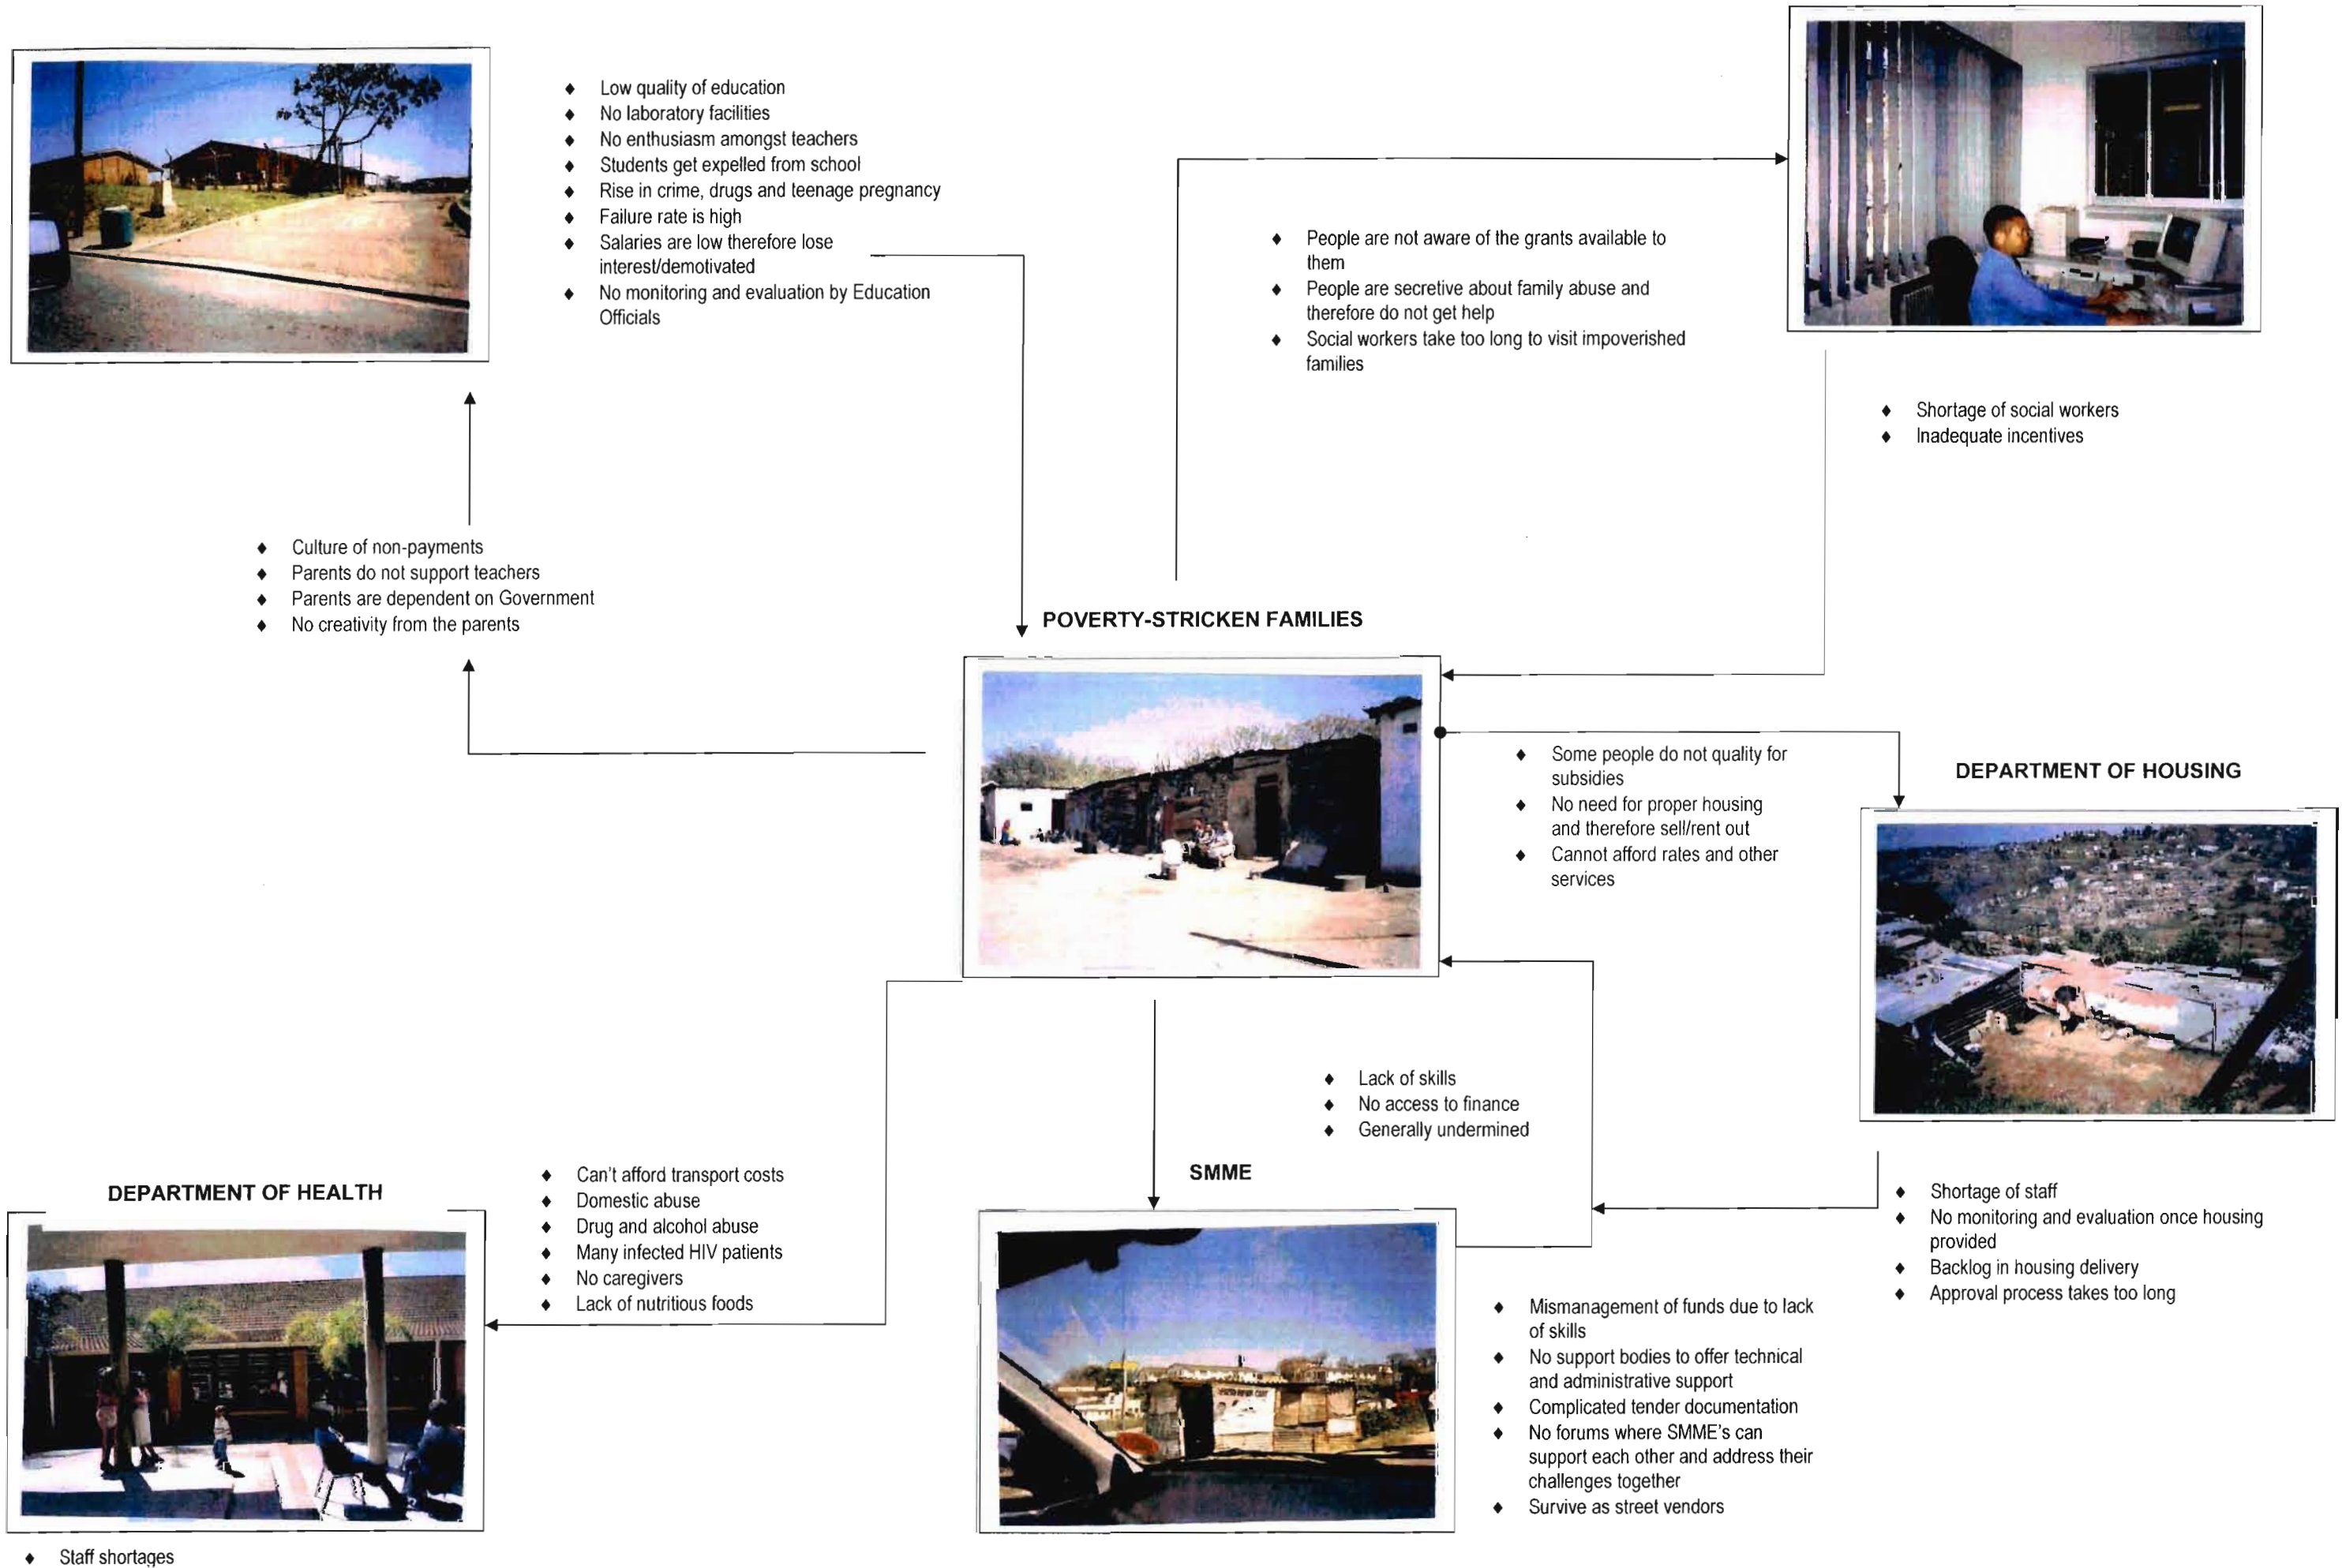 ♦ Low quality of education
♦ No laboratory facilities
♦ No enthusiasm amongst teachers
♦ Students get expelled from school
♦ Rise in crime, drugs and teenage pregnancy
♦ Failure rate is high
♦ Salaries are low therefore lose
interest/demotivated
♦ No monitoring and evaluation by Education
Officials
♦ People are not aware of the grants available to
them
♦ People are secretive about family abuse and
therefore do not get help
♦ Social workers take too long to visit impoverished
families
♦ Shortage of social workers
♦ Inadequate incentives
♦ Culture of non-payments
♦ Parents do not support teachers
♦ Parents are dependent on Government
♦ No creativity from the parents
POVERTY-STRICKEN FAMILIES
♦ Some people do not quality for
subsidies
♦ No need for proper housing
and therefore sell/rent out
♦ Cannot afford rates and other
services
DEPARTMENT OF HOUSING
♦ Lack of skills
♦ No access to finance
♦ Generally undermined
SMME
DEPARTMENT OF HEALTH
♦ Can't afford transport costs
♦ Domestic abuse
♦ Drug and alcohol abuse
♦ Many infected HIV patients
♦ No caregivers
♦ Lack of nutritious foods
♦ Shortage of staff
♦ No monitoring and evaluation once housing
provided
♦ Backlog in housing delivery
♦ Approval process takes too long
♦ Mismanagement of funds due to lack
of skills
♦ No support bodies to offer technical
and administrative support
♦ Complicated tender documentation
♦ No forums where SMME's can
support each other and address their
challenges together
♦ Survive as street vendors
♦ Staff shortages